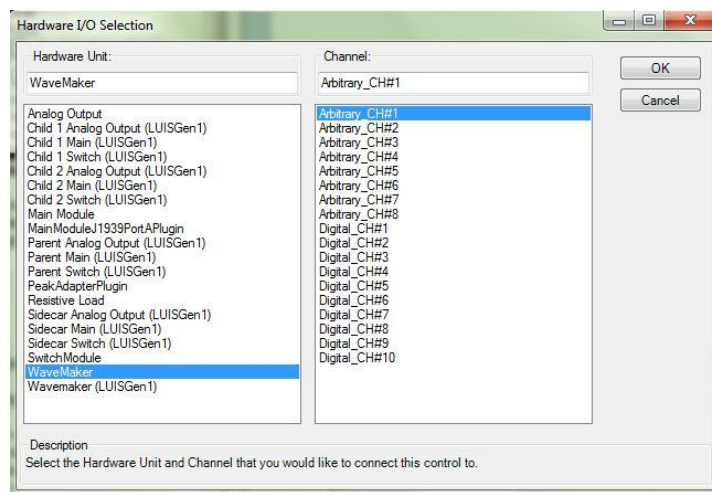 Hardware I/O Selection
Hardware Unit:
WaveMaker
Analog Output
Child 1 Analog Output (LUISGen1)
Child 1 Main (LUISGen1)
Child 1 Switch (LUISGen1)
Child 2 Analog Output (LUISGen1)
Child 2 Main (LUISGen1)
Child 2 Switch (LUISGen1)
Main Module
MainModuleJ1939PortAPlugin
Parent Analog Output (LUISGen1)
Parent Main (LUISGen1)
Parent Switch (LUISGen1)
PeakAdapterPlugin
Resistive Load
Sidecar Analog Output (LUISGen1)
Sidecar Main (LUISGen1)
Sidecar Switch (LUISGen1)
SwitchModule
WaveMaker
Wavemaker (LUISGen1)
Channel:
Arbitrary_CH#1
Arbitrary_CH#1
Arbitrary_CH#2
Arbitrary_CH#3
Arbitrary_CH#4
Arbitrary_CH#5
Arbitrary_CH#6
Arbitrary_CH#7
Arbitrary_CH#8
Digital_CH#1
Digital_CH#2
Digital_CH#3
Digital_CH#4
Digital_CH#5
Digital_CH#6
Digital_CH#7
Digital_CH#8
Digital_CH#9
Digital_CH#10
OK
Cancel
Description
Select the Hardware Unit and Channel that you would like to connect this control to.